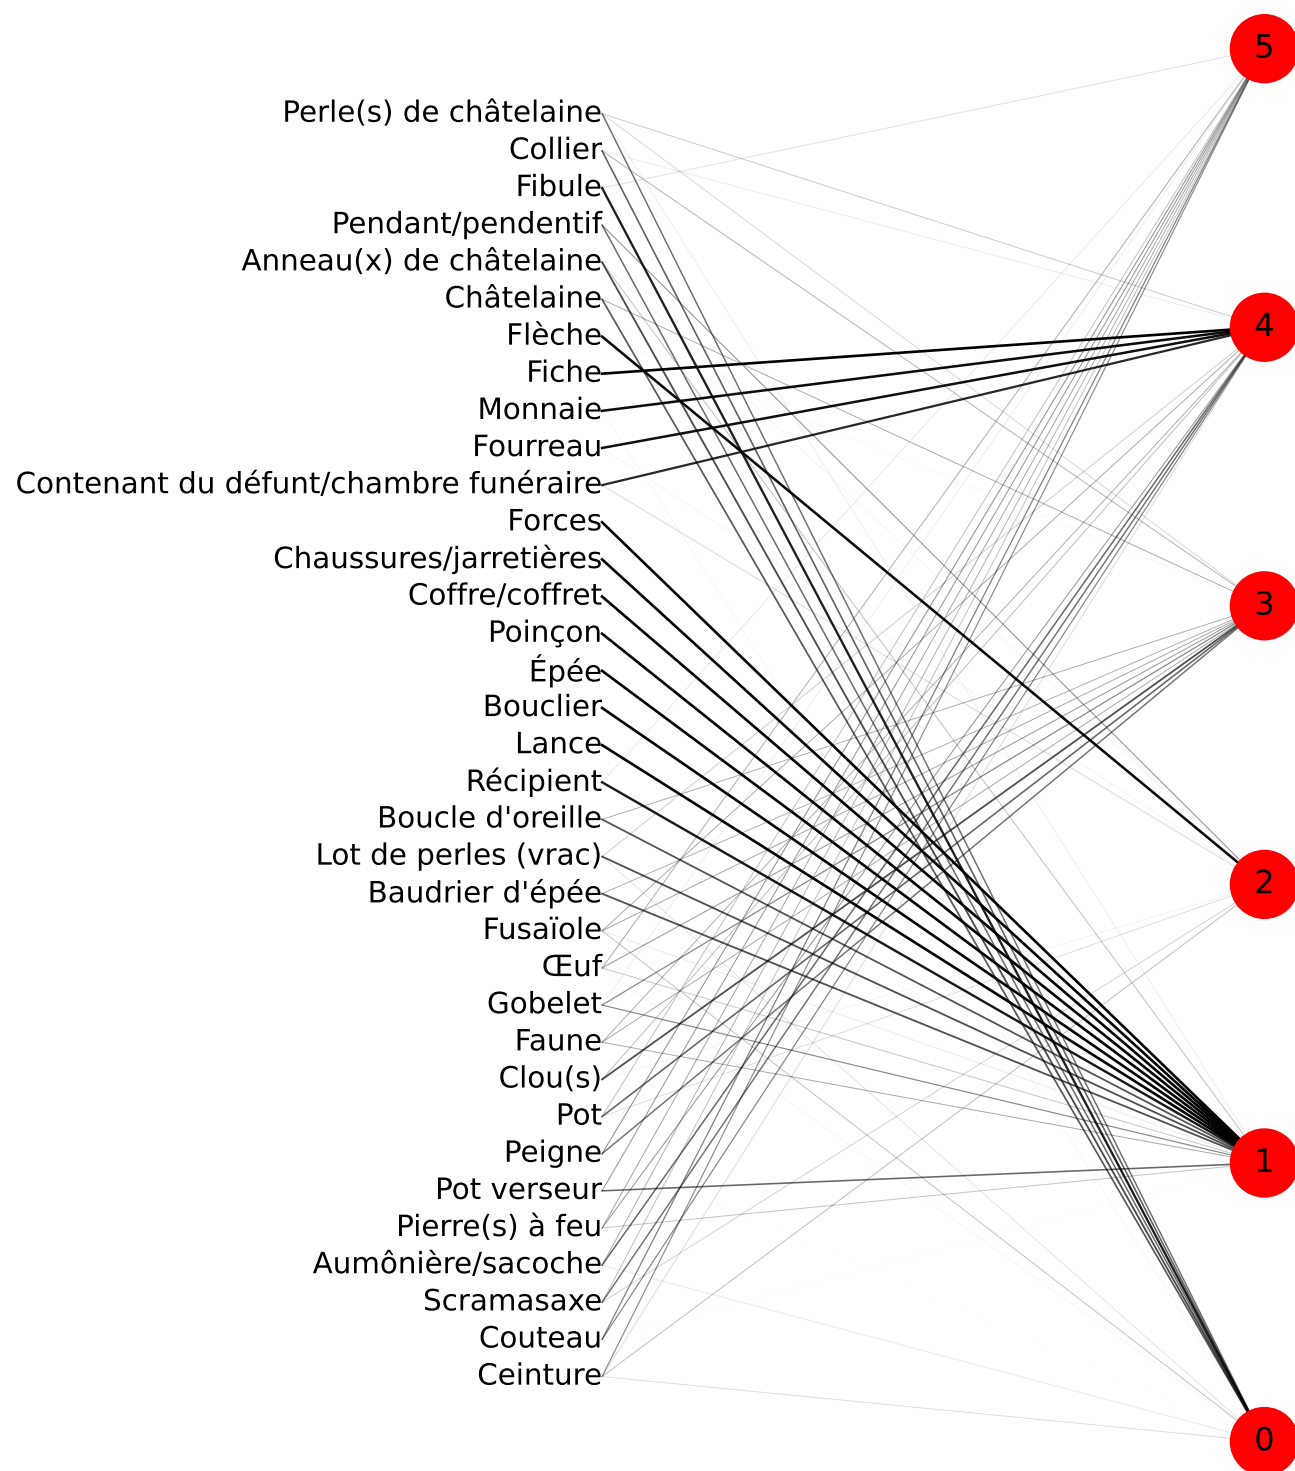 5
Perle(s) de châtelaine
Collier
Fibule
Pendant/pendentif
Anneau(x) de châtelaine
Châtelaine
4
Flèche
Fiche
Monnaie
Fourreau
Contenant du défunt/chambre funéraire
Forces
Chaussures/jarretières
Coffre/coffret
3
Poinçon
Épée
Bouclier
Lance
Récipient
Boucle d'oreille
Lot de perles (vrac)
2
Baudrier d'épée
Fusaïole
Œuf
Gobelet
Faune
Clou(s)
Pot
Peigne
1
Pot verseur
Pierre(s) à feu
Aumônière/sacoche
Scramasaxe
Couteau
Ceinture
0